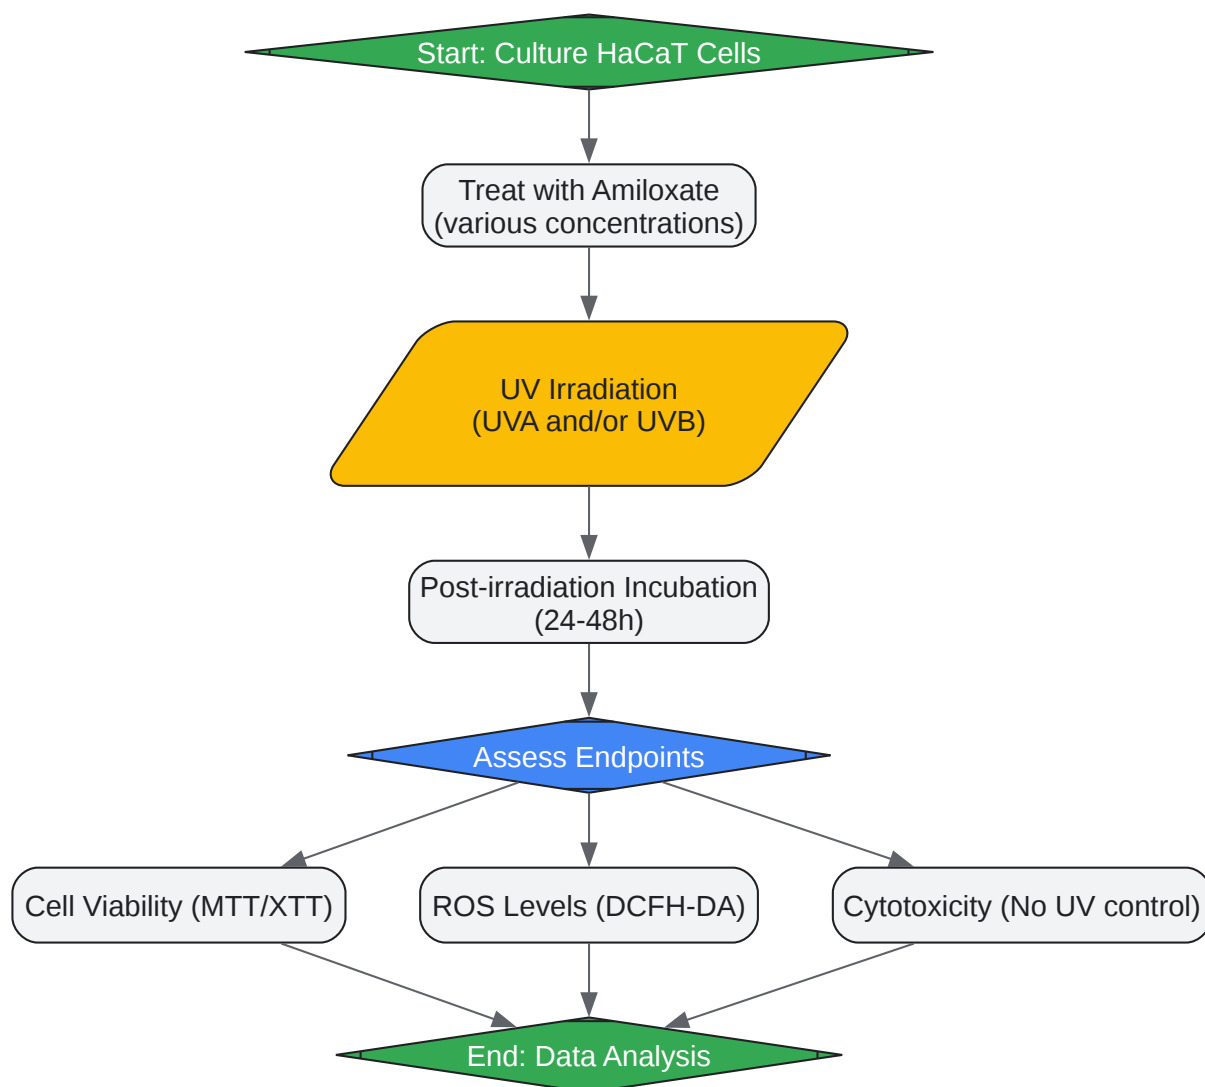 Start: Culture HaCaT Cells
Treat with Amiloxate
(various concentrations)
UV Irradiation
(UVA and/or UVB)
Post-irradiation Incubation
(24-48h)
Assess Endpoints
Cell Viability (MTT/XTT)
ROS Levels (DCFH-DA)
Cytotoxicity (No UV control)
End: Data Analysis